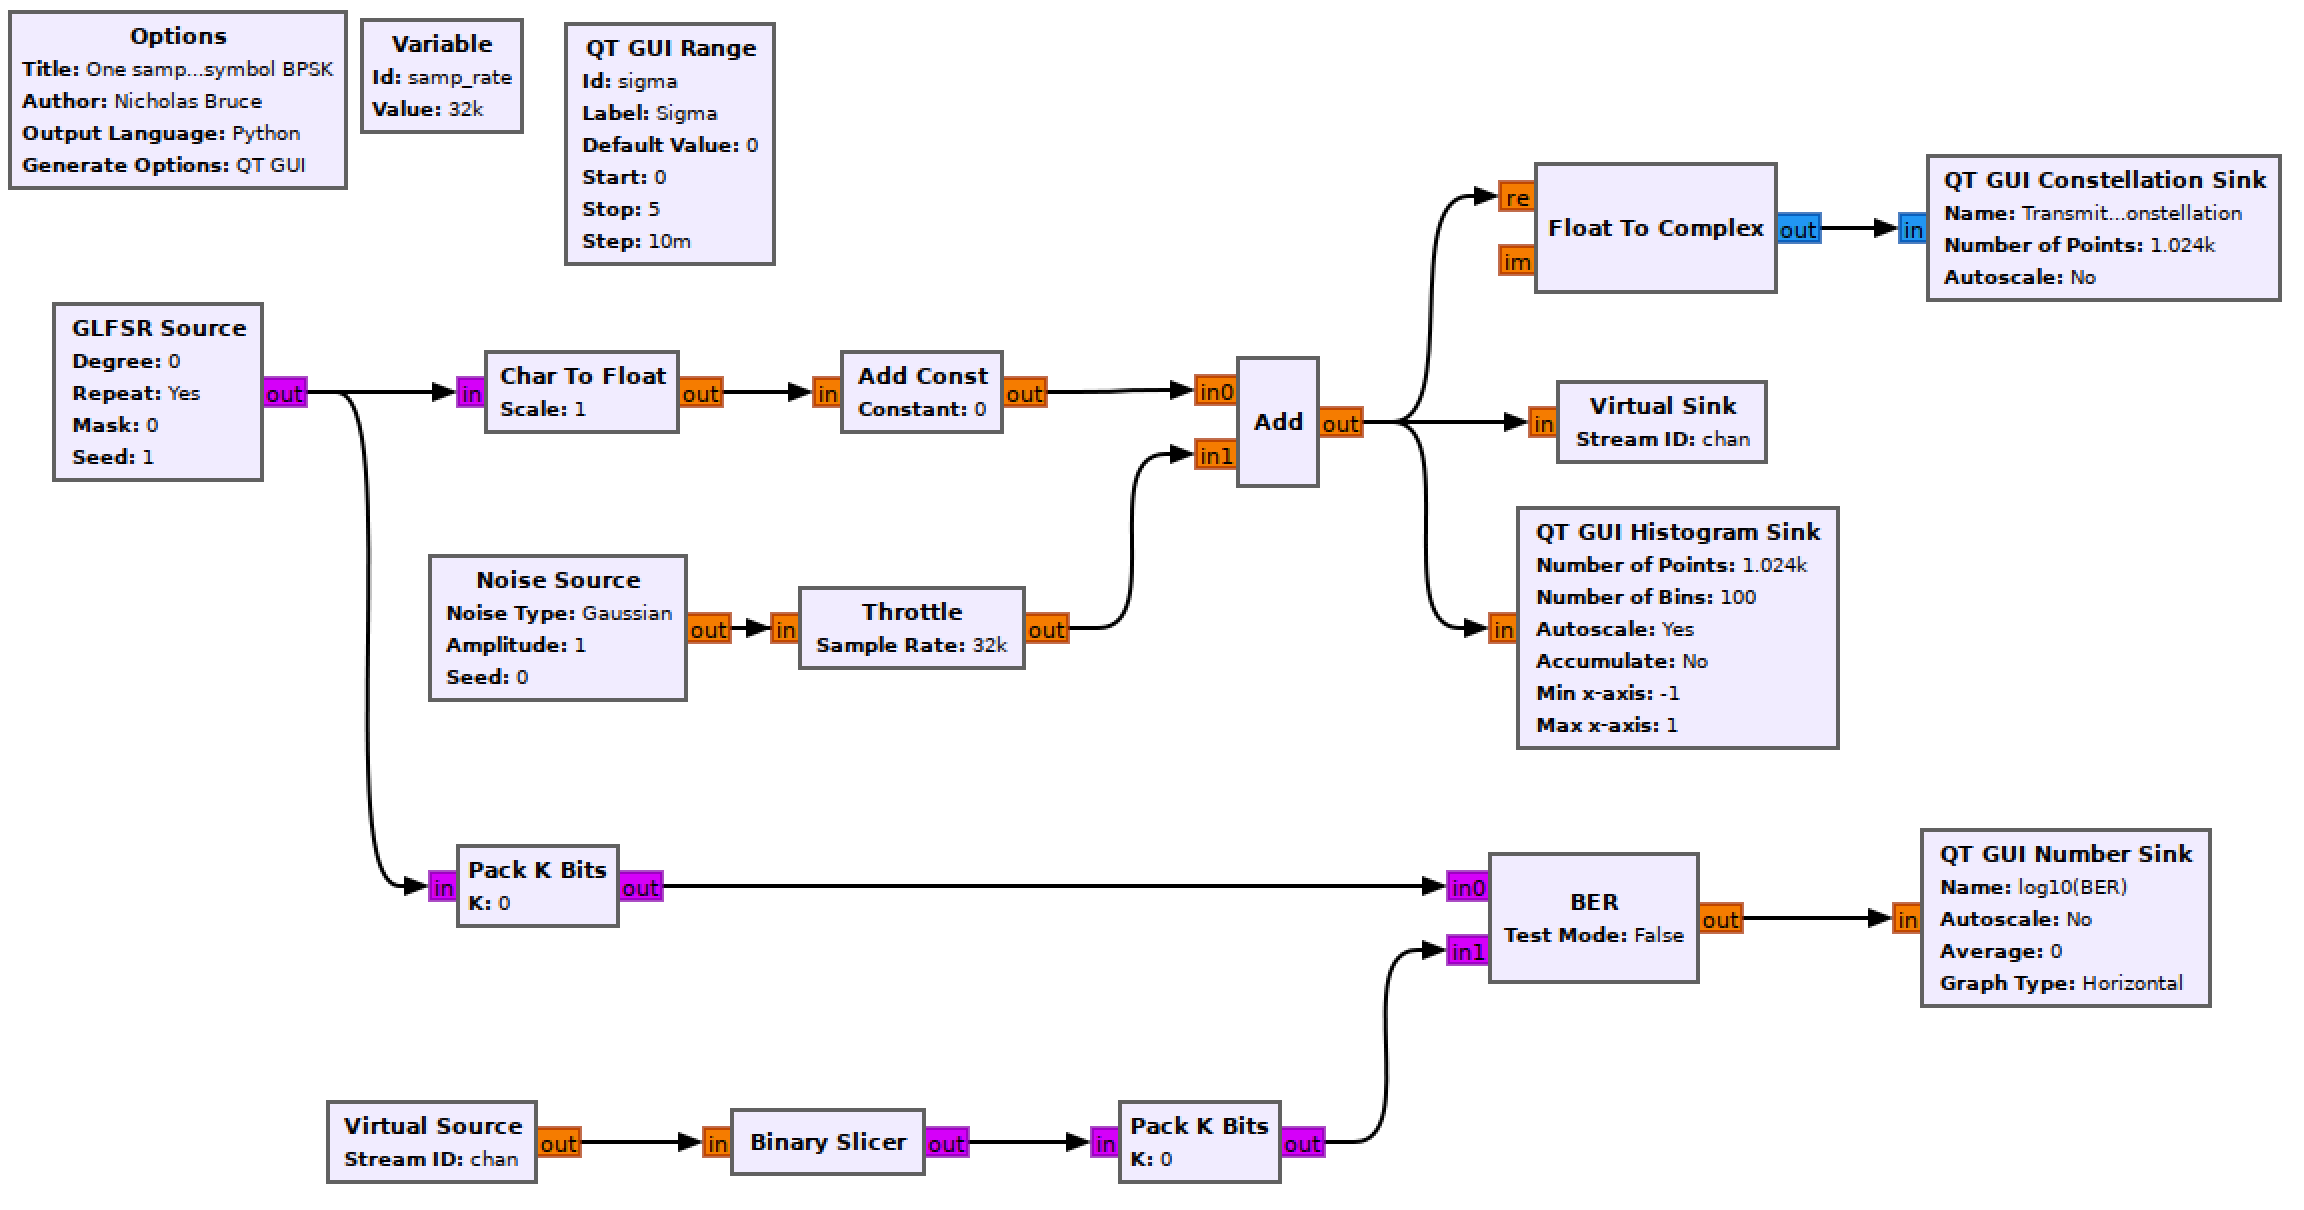 Options
Title: One samp...symbol BPSK
Author: Nicholas Bruce
Output Language: Python
Generate Options: QT GUI
Variable
Id: samp_rate
Value: 32k
QT GUI Range
Id: sigma
Label: Sigma
Default Value: 0
Start: 0
Stop: 5
Step: 10m
re
im
Float To Complex
out
in
QT GUI Constellation Sink
Name: Transmit...onstellation
Number of Points: 1.024k
Autoscale: No
GLFSR Source
Degree: 0
Repeat: Yes
Mask: 0
Seed: 1
out
in
Char To Float
Scale: 1
out
in
Add Const
Constant: 0
out
in0
in1
Add
out
in
Virtual Sink
Stream ID: chan
Noise Source
Noise Type: Gaussian
Amplitude: 1
Seed: 0
out
in
Throttle
Sample Rate: 32k
out
in
QT GUI Histogram Sink
Number of Points: 1.024k
Number of Bins: 100
Autoscale: Yes
Accumulate: No
Min x-axis: -1
Max x-axis: 1
in
Pack K Bits
K: 0
out
in0
in1
BER
Test Mode: False
out
in
QT GUI Number Sink
Name: log10(BER)
Autoscale: No
Average: 0
Graph Type: Horizontal
Virtual Source
Stream ID: chan
out
in
Binary Slicer
out
in
Pack K Bits
K: 0
out